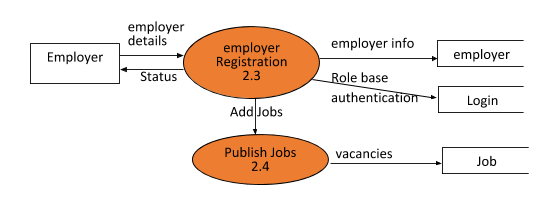 employer
details
Employer
Status
employer
Registration
2.3
employer info
employer
Role base
authentication
Login
Add Jobs
Publish Jobs
2.4
vacancies
Job